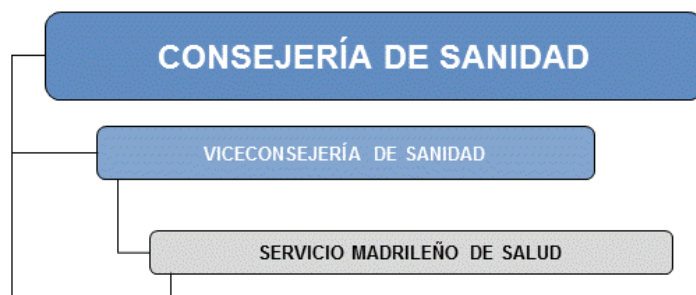 CONSEJERÍA DE SANIDAD
VICECONSEJERÍA DE SANIDAD
SERVICIO MADRILEÑO DE SALUD